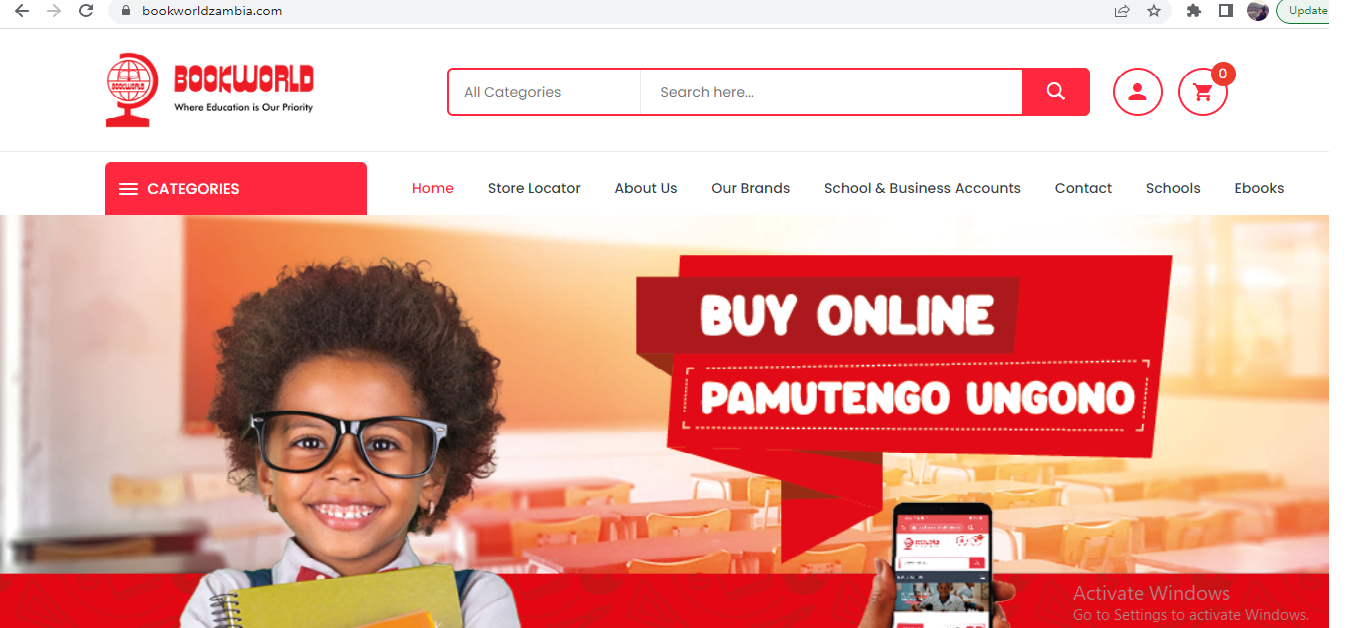 bookworldzambia.com
Update
BOOKWORLD
BOOKWORLD
Where Education is Our Priority
All Categories
Search here...
0
CATEGORIES
Home
Store Locator
About Us
Our Brands
School & Business Accounts
Contact
Schools
Ebooks
BUY ONLINE
PAMUTENGO UNGONO
BOOKWORLD
Activate Windows
Go to Settings to activate Windows.